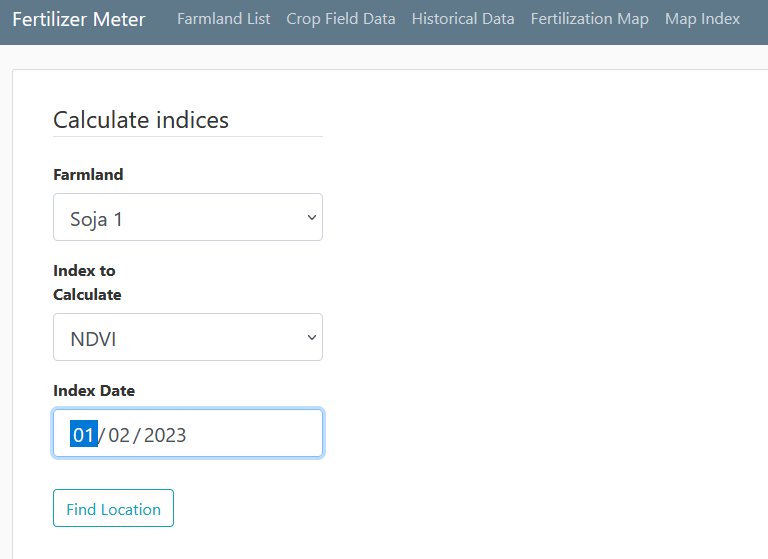 Fertilizer Meter Farmland List Crop Field Data Historical Data Fertilization Map Map Index
Calculate indices
Farmland
Soja 1
Index to
Calculate
NDVI
Index Date
01/02/2023
Find Location